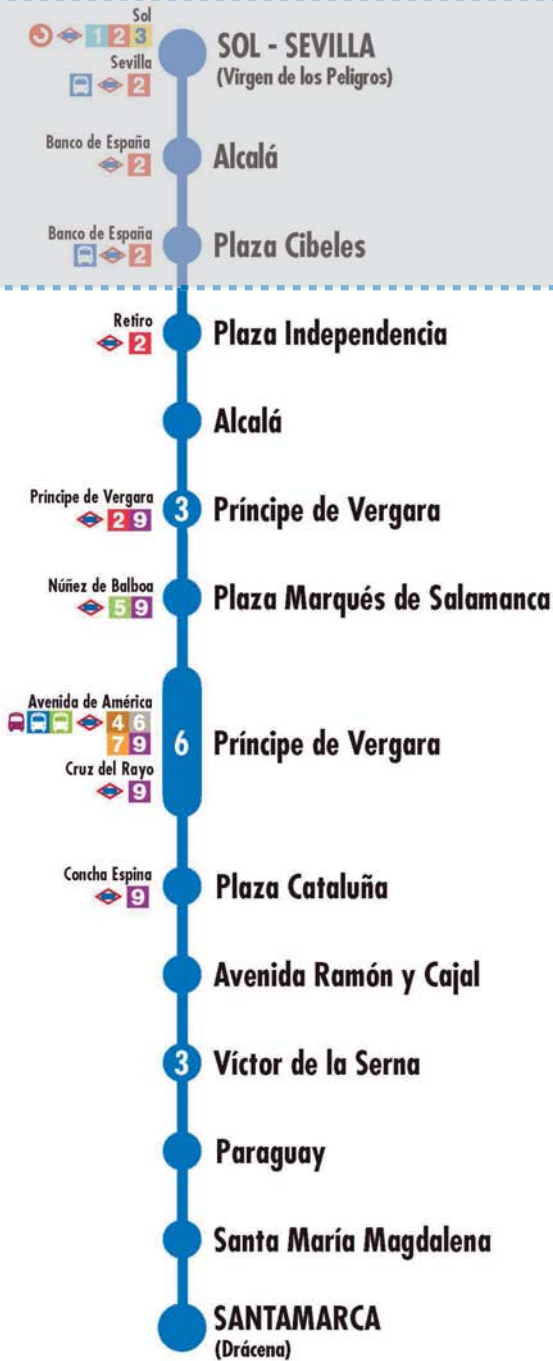 Sol
1 2 3
SOL - SEVILLA
(Virgen de los Peligros)
Sevilla
2
Banco de España
2
Alcalá
Banco de España
2
Plaza Cibeles
Retiro
2
Plaza Independencia
Alcalá
Principe de Vergara
2 9
3
Príncipe de Vergara
Núñez de Balboa
5 9
Plaza Marqués de Salamanca
Avenida de América
4 6
7 9
Cruz del Rayo
9
6
Príncipe de Vergara
Concha Espina
9
Plaza Cataluña
Avenida Ramón y Cajal
3
Víctor de la Serna
Paraguay
Santa María Magdalena
SANTAMARCA
(Drácena)